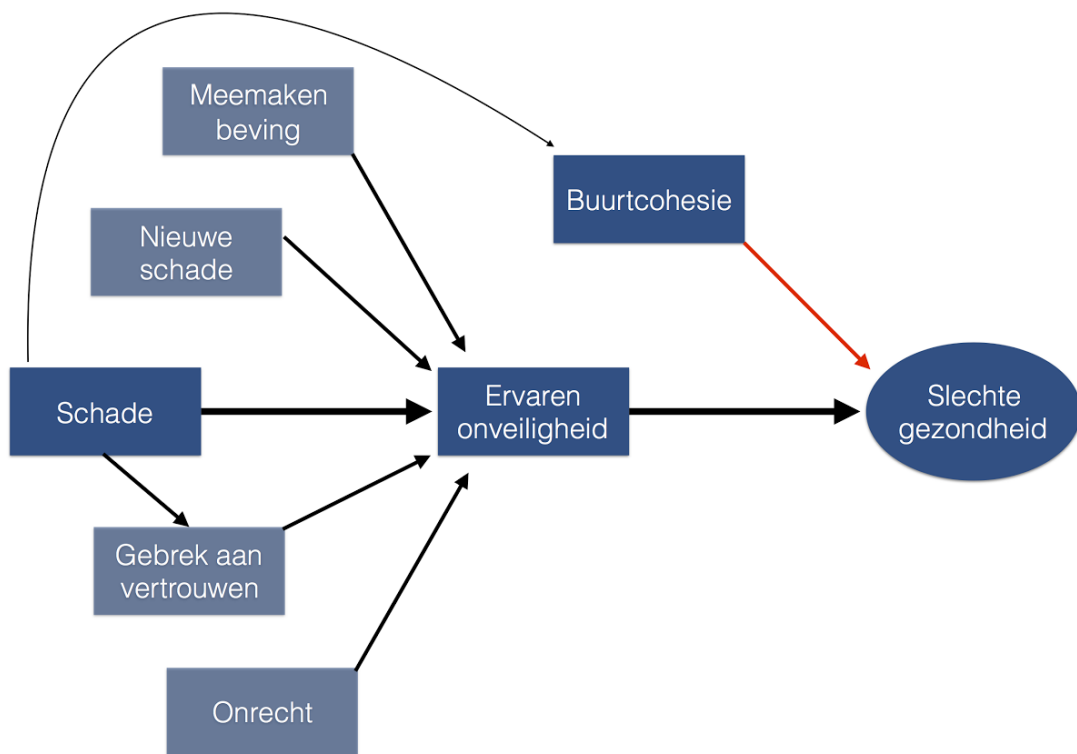 Meemaken
beving
Buurtcohesie
Nieuwe
schade
Schade
Ervaren
onveiligheid
Slechte
gezondheid
Gebrek aan
vertrouwen
Onrecht